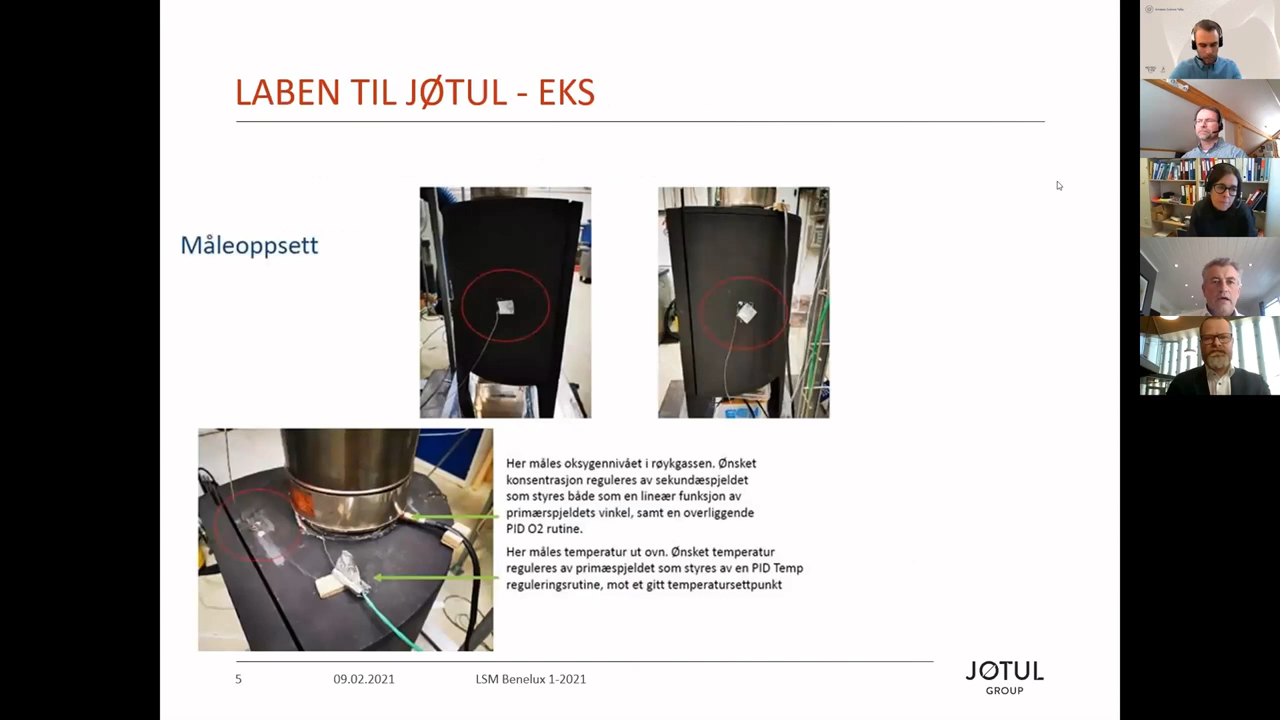 LABEN TIL JØTUL - EKS
Måleoppsett
Her måles oksygennivået i røykgassen. Ønsket
konsentrasjon reguleres av sekundæspjeldet
som styres både som en lineær funksjon av
primærspjeldets vinkel, samt en overliggende
PID O2 rutine.
Her måles temperatur ut ovn. Ønsket temperatur
reguleres av primæspjeldet som styres av en PID Temp
reguleringsrutine, mot et gitt temperatursettpunkt
5
09.02.2021
LSM Benelux 1-2021
JØTUL
GROUP